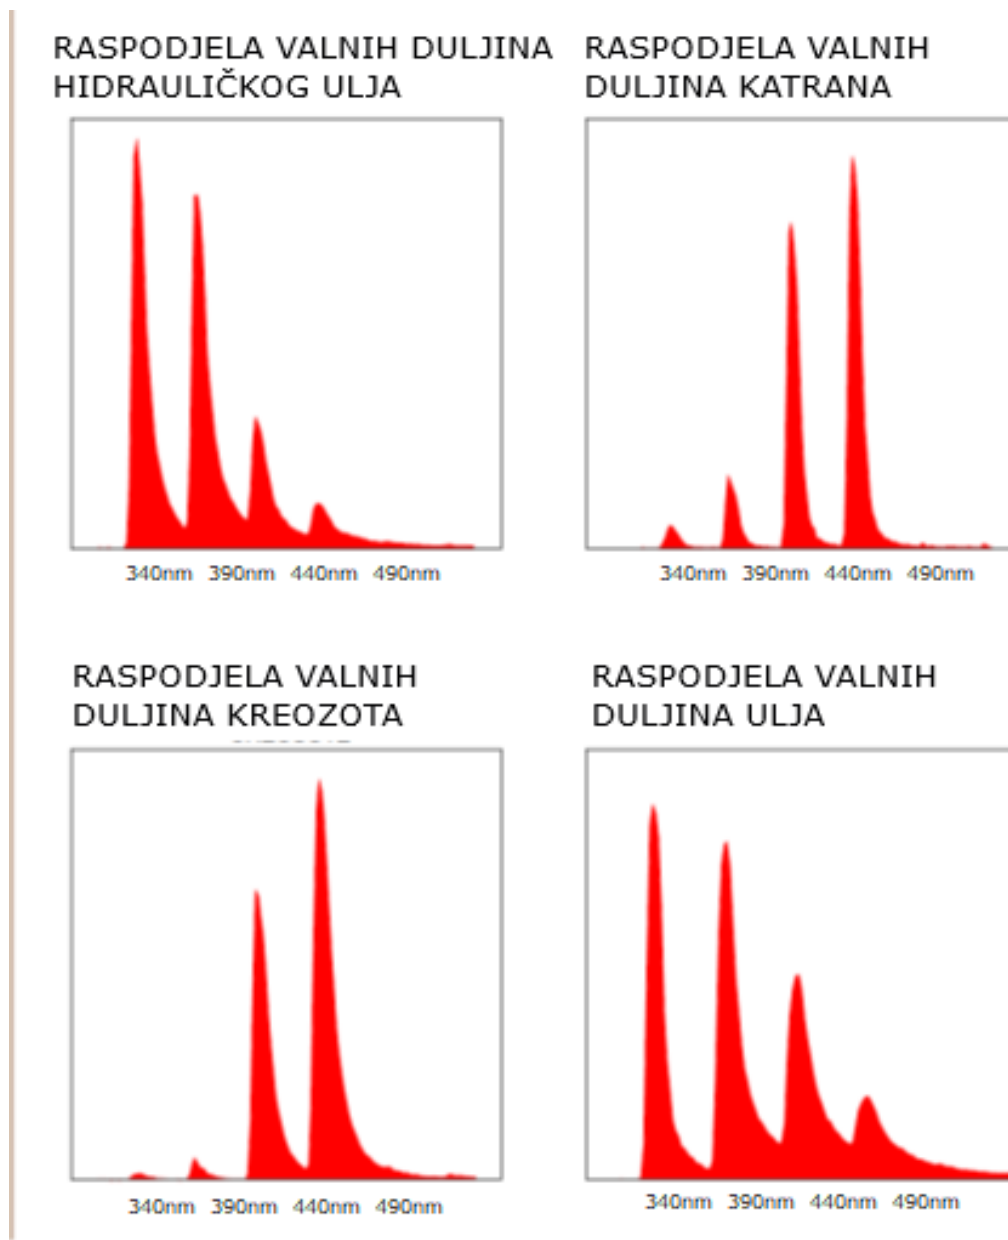 RASPODJELA VALNIH DULJINA
HIDRAULIČKOG ULJA
RASPODJELA VALNIH
DULJINA KATRANA
340nm 390nm 440nm 490nm
340nm 390nm 440nm 490nm
RASPODJELA VALNIH
DULJINA KREOZOTA
RASPODJELA VALNIH
DULJINA ULJA
340nm 390nm 440nm 490nm
340nm 390nm 440nm 490nm